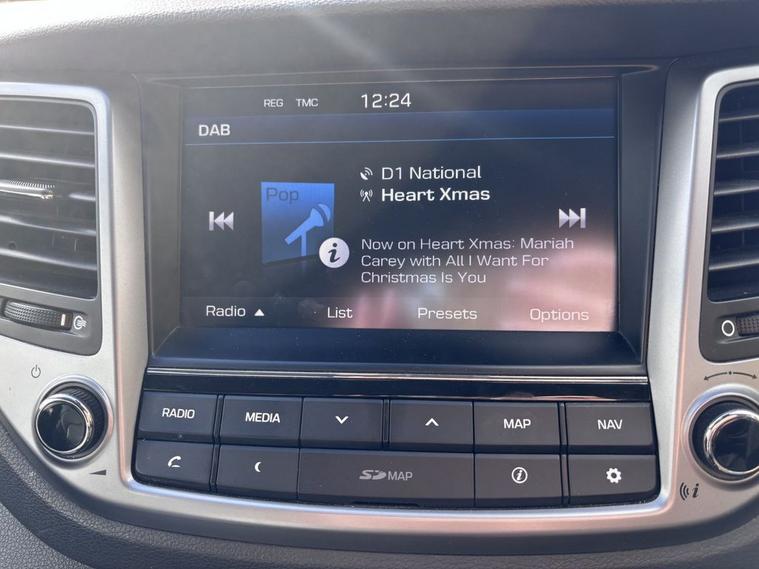 REG TMC 12:24
DAB
D1 National
Heart Xmas
Pop
Now on Heart Xmas: Mariah
Carey with All I Want For
Christmas Is You
Radio List Presets Options
RADIO MEDIA MAP NAV
SD MAP